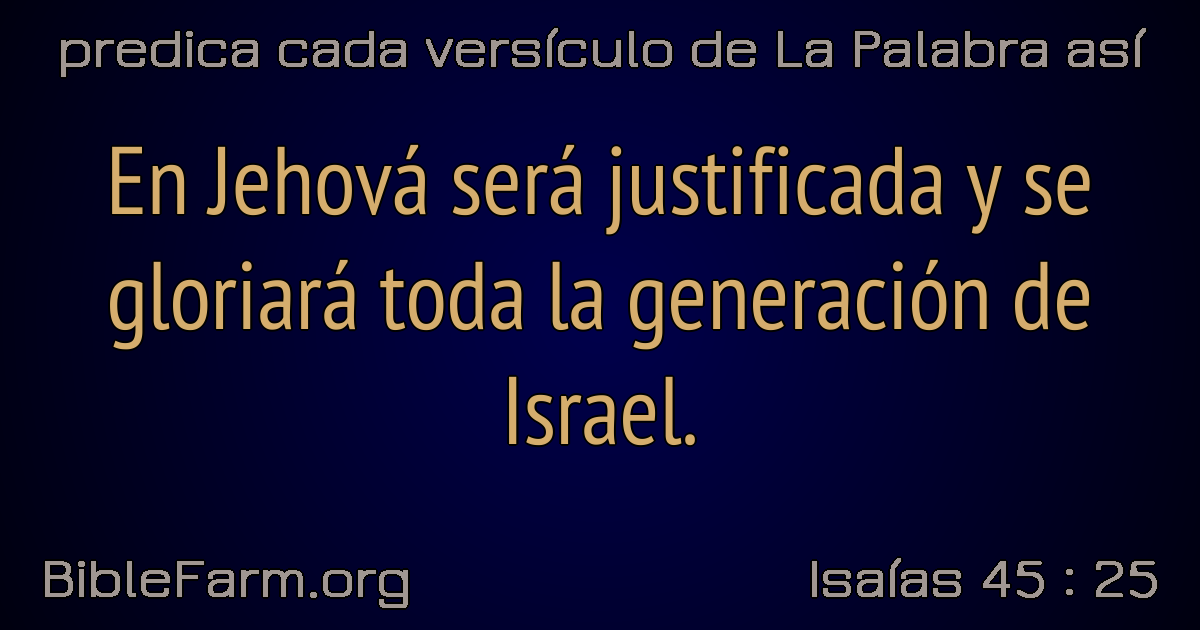 predica cada versículo de La Palabra así
En Jehová será justificada y se
gloriará toda la generación de
Israel.
BibleFarm.org
Isaías 45 : 25